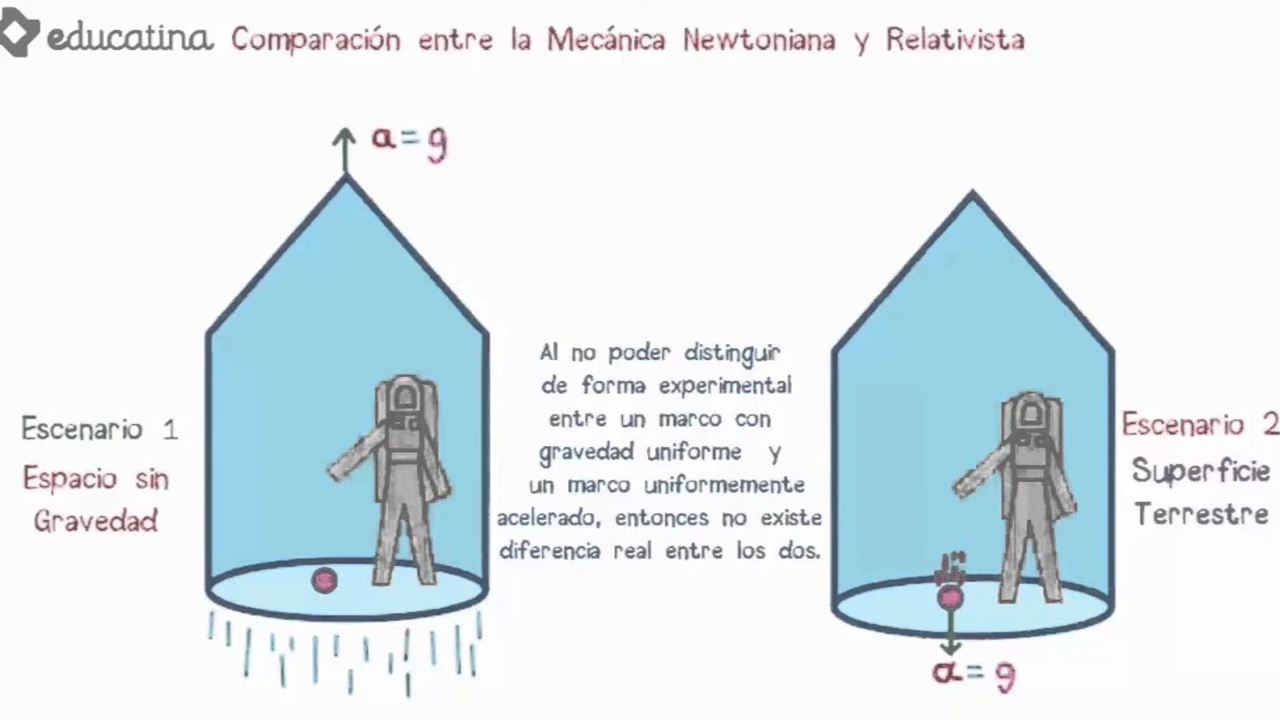 educatina Comparación entre la Mecánica Newtoniana y Relativista
a = g
Escenario 1
Espacio sin
Gravedad
Al no poder distinguir
de forma experimental
entre un marco con
gravedad uniforme y
un marco uniformemente
acelerado, entonces no existe
diferencia real entre los dos.
Escenario 2
Superficie
Terrestre
a = g